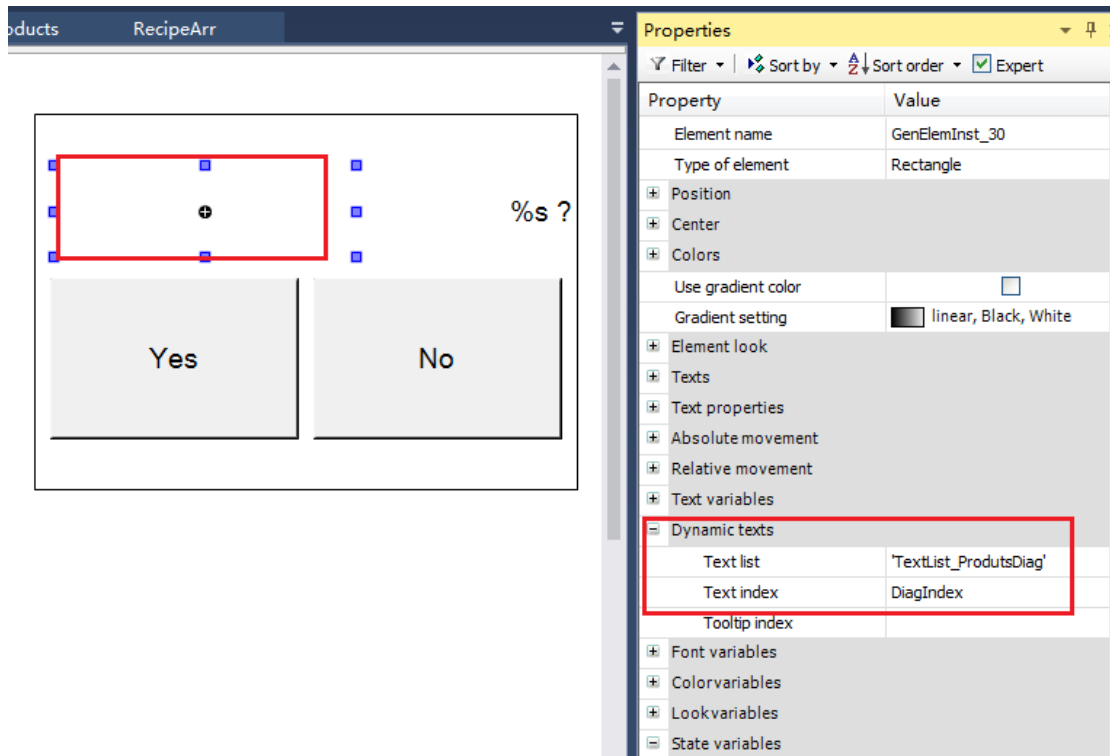 oducts RecipeArr
%s ?
Yes No
Properties
Filter Sort by Sort order Expert
Property Value
Element name GenElemInst_30
Type of element Rectangle
Position
Center
Colors
Use gradient color
Gradient setting linear, Black, White
Element look
Texts
Text properties
Absolute movement
Relative movement
Text variables
Dynamic texts
Text list 'TextList_ProdutsDiag'
Text index DiagIndex
Tooltip index
Font variables
Colorvariables
Lookvariables
State variables